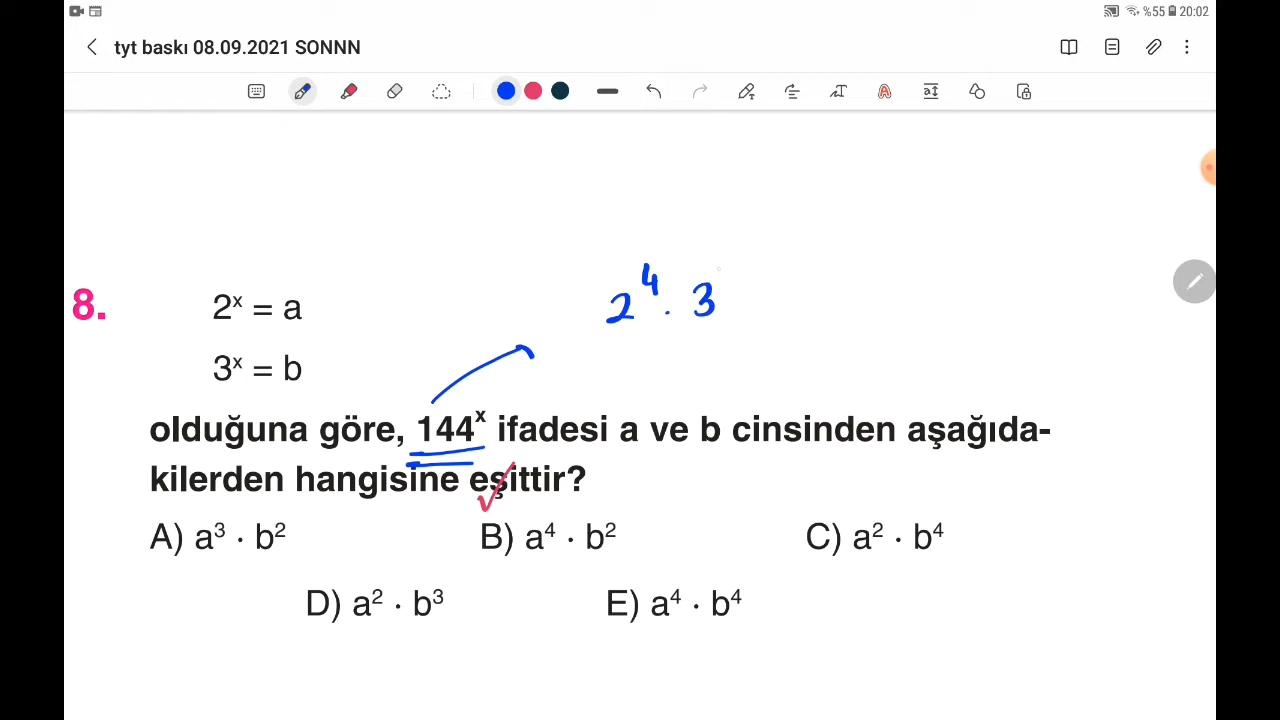 %55 20:02
tyt baskı 08.09.2021 SONNN
2⁴ . 3
8. 2ˣ = a
3ˣ = b
olduğuna göre, 144ˣ ifadesi a ve b cinsinden aşağıda-
kilerden hangisine eşittir?
A) a³ · b² B) a⁴ · b² C) a² · b⁴
D) a² · b³ E) a⁴ · b⁴